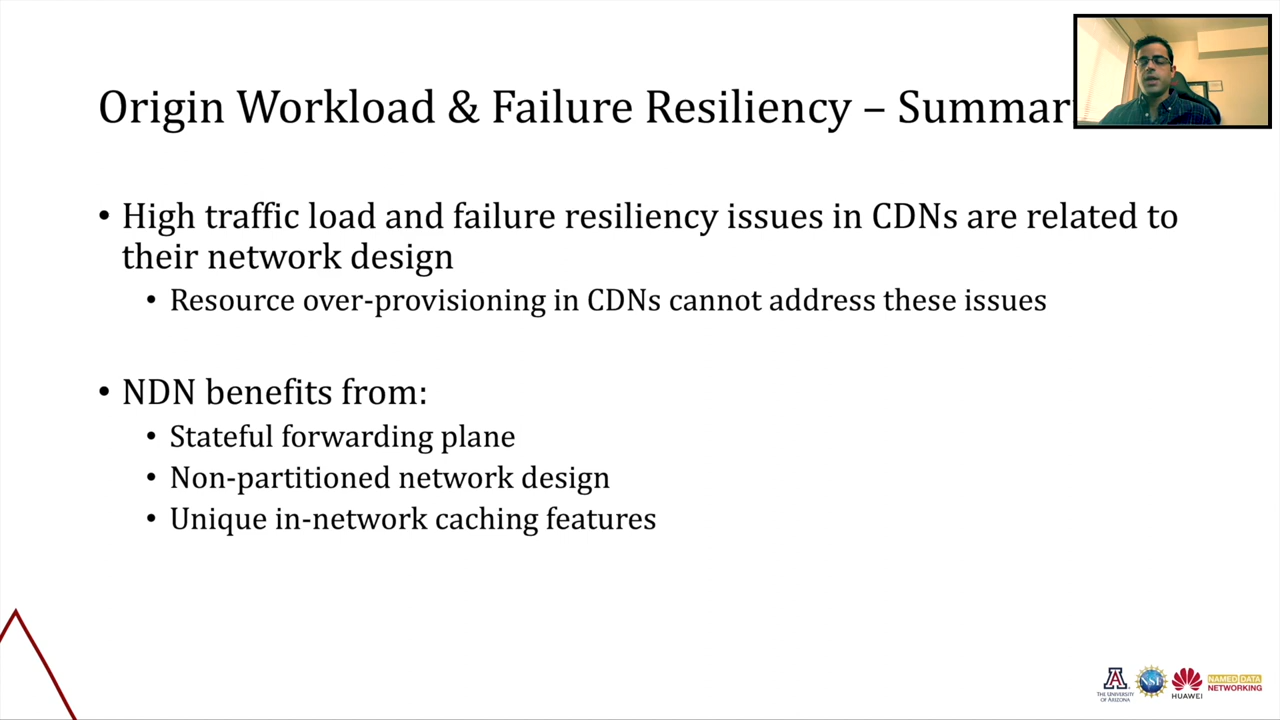 Origin Workload & Failure Resiliency – Summar
• High traffic load and failure resiliency issues in CDNs are related to
their network design
• Resource over-provisioning in CDNs cannot address these issues
• NDN benefits from:
• Stateful forwarding plane
• Non-partitioned network design
• Unique in-network caching features
THE UNIVERSITY
OF ARIZONA
NSF
HUAWEI
NAMED DATA
NETWORKING